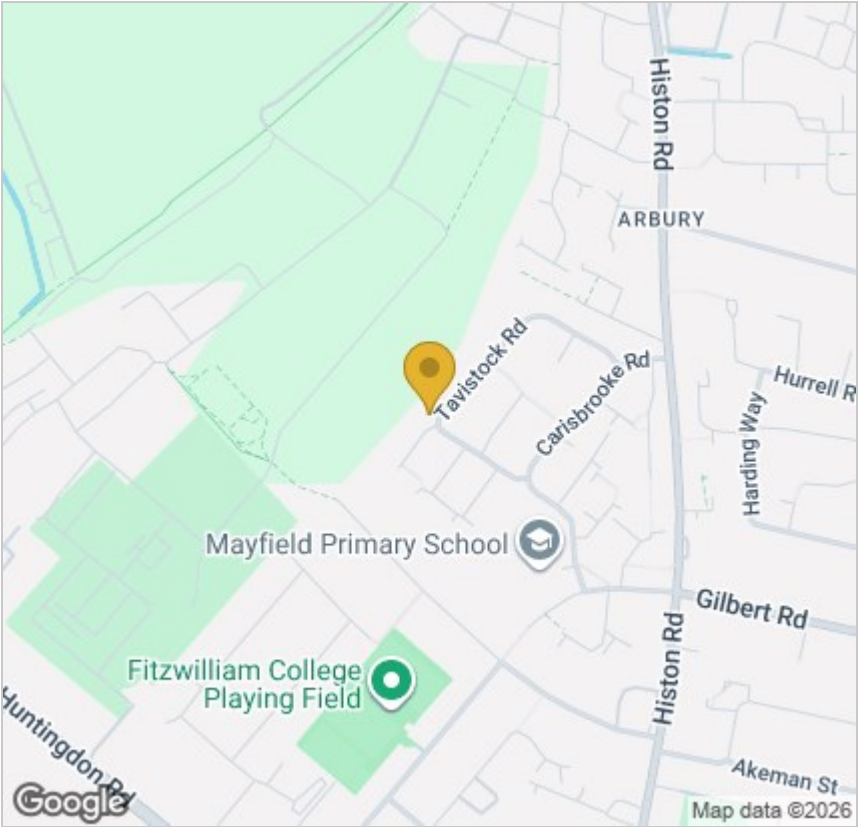 Histon Rd
ARBURY
Tavistock Rd
Carisbrooke Rd
Hurrell R
Harding Way
Mayfield Primary School
Gilbert Rd
Histon Rd
Fitzwilliam College
Playing Field
Huntingdon Rd
Akeman St
Google
Map data ©2026